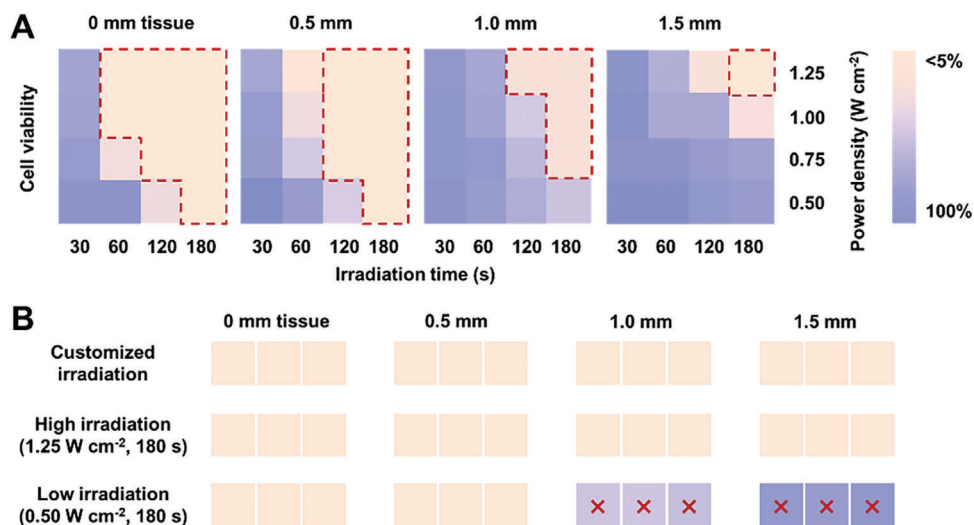 A
0 mm tissue
0.5 mm
1.0 mm
1.5 mm
Cell viability
1.25
1.00
0.75
0.50
Power density (W cm-2)
<5%
100%
30 60 120 180
30 60 120 180
30 60 120 180
30 60 120 180
Irradiation time (s)
B
0 mm tissue
0.5 mm
1.0 mm
1.5 mm
Customized
irradiation
High irradiation
(1.25 W cm-2, 180 s)
Low irradiation
(0.50 W cm-2, 180 s)